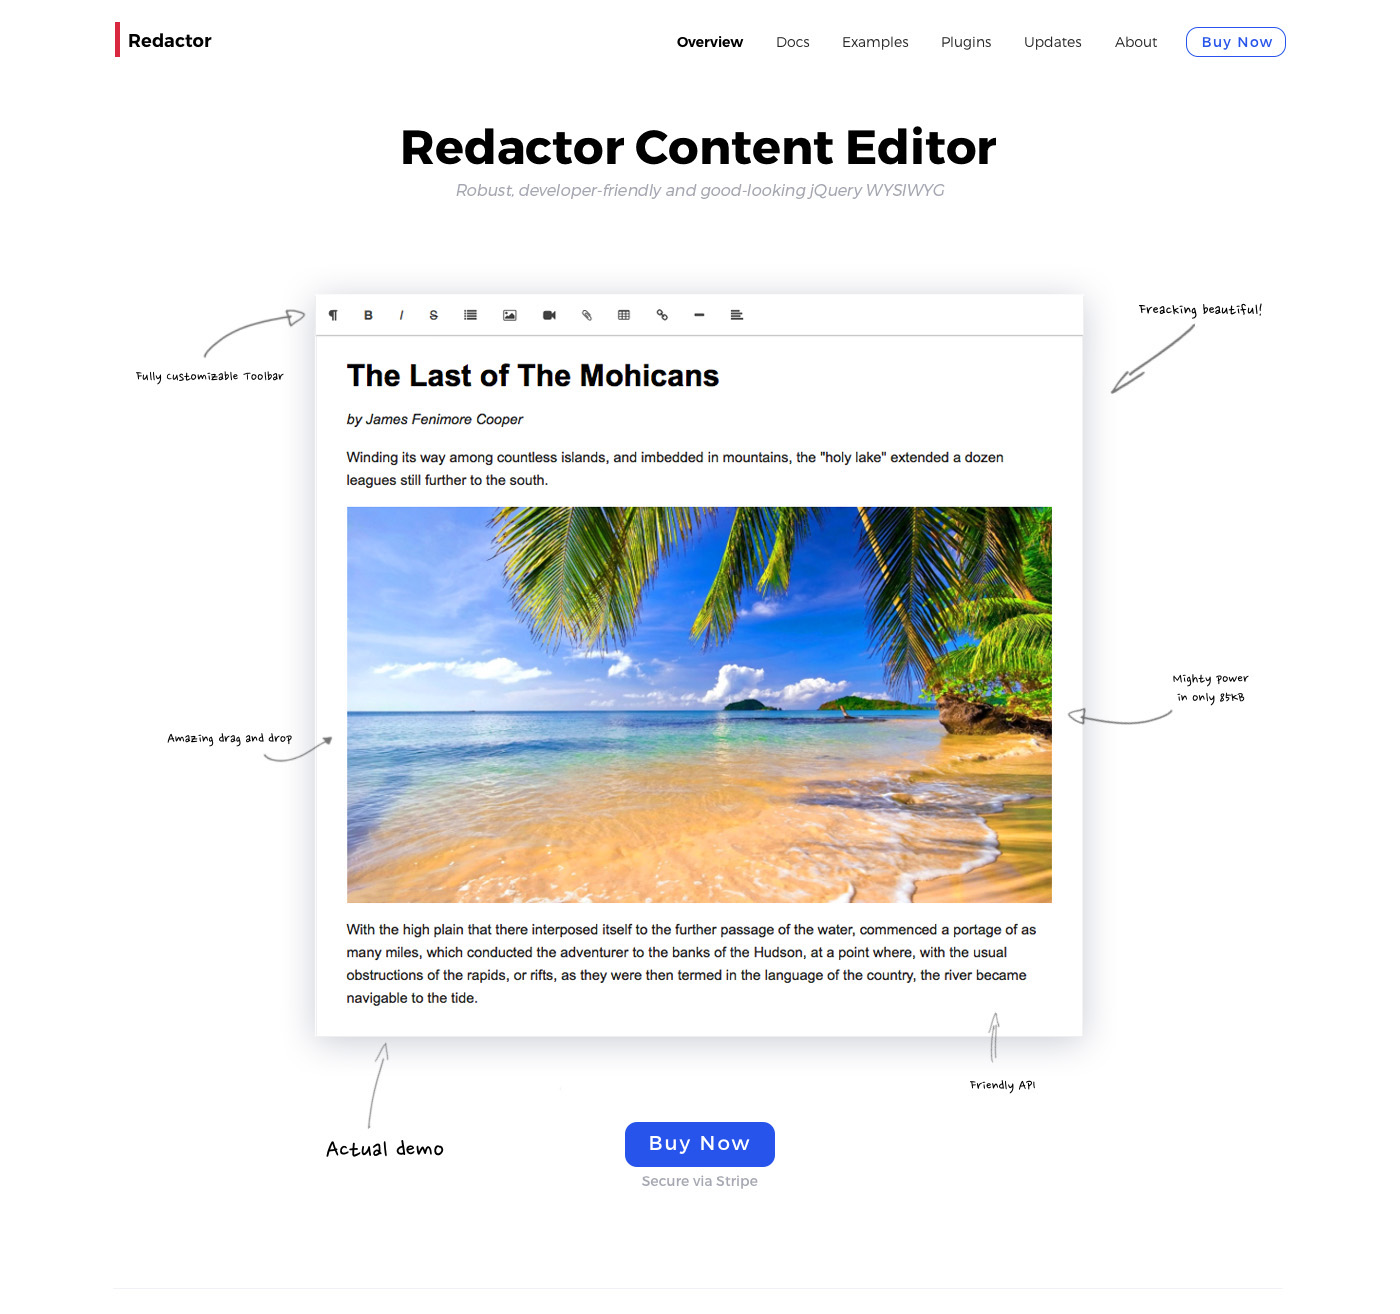 Redactor
Overview Docs Examples Plugins Updates About Buy Now
Redactor Content Editor
Robust, developer-friendly and good-looking jQuery WYSIWYG
Freacking beautiful!
Fully customizable Toolbar
The Last of The Mohicans
by James Fenimore Cooper
Winding its way among countless islands, and imbedded in mountains, the "holy lake" extended a dozen
leagues still further to the south.
Mighty power
in only 85KB
Amazing drag and drop
With the high plain that there interposed itself to the further passage of the water, commenced a portage of as
many miles, which conducted the adventurer to the banks of the Hudson, at a point where, with the usual
obstructions of the rapids, or rifts, as they were then termed in the language of the country, the river became
navigable to the tide.
Friendly API
Actual demo
Buy Now
Secure via Stripe